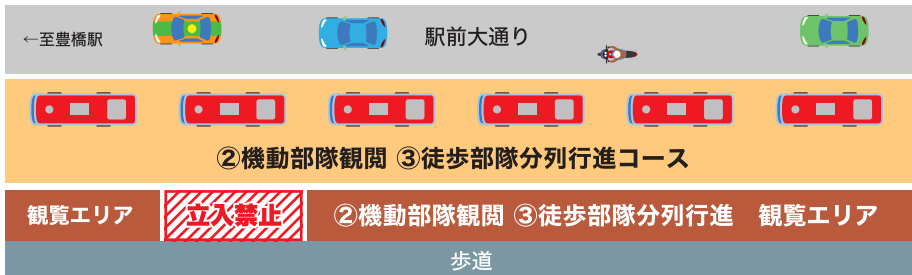 ←至豊橋駅
駅前大通り
②機動部隊観閲 ③徒歩部隊分列行進コース
観覧エリア
立入禁止
②機動部隊観閲 ③徒歩部隊分列行進 観覧エリア
歩道